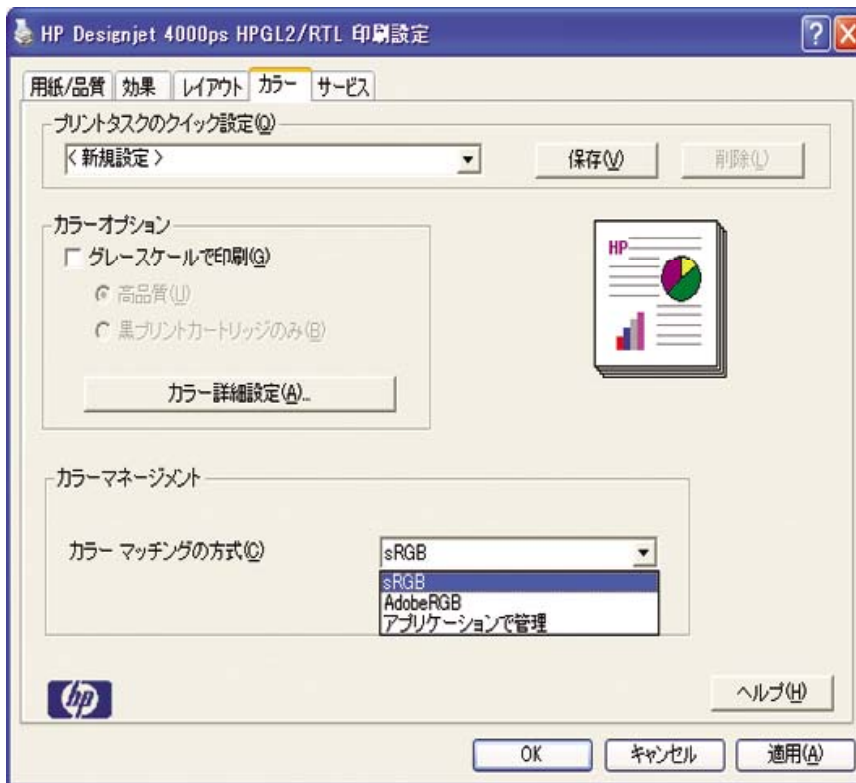 HP Designjet 4000ps HPGL2/RTL 印刷設定
用紙/品質 効果 レイアウト カラー サービス
プリントタスクのクイック設定(Q)
<新規設定> 保存(V) 削除(L)
カラーオプション
グレースケールで印刷(G)
高品質(U)
黒プリントカートリッジのみ(B)
カラー詳細設定(A)...
HP
カラーマネージメント
カラー マッチングの方式(C) sRGB
sRGB
AdobeRGB
アプリケーションで管理
hp
ヘルプ(H)
OK キャンセル 適用(A)